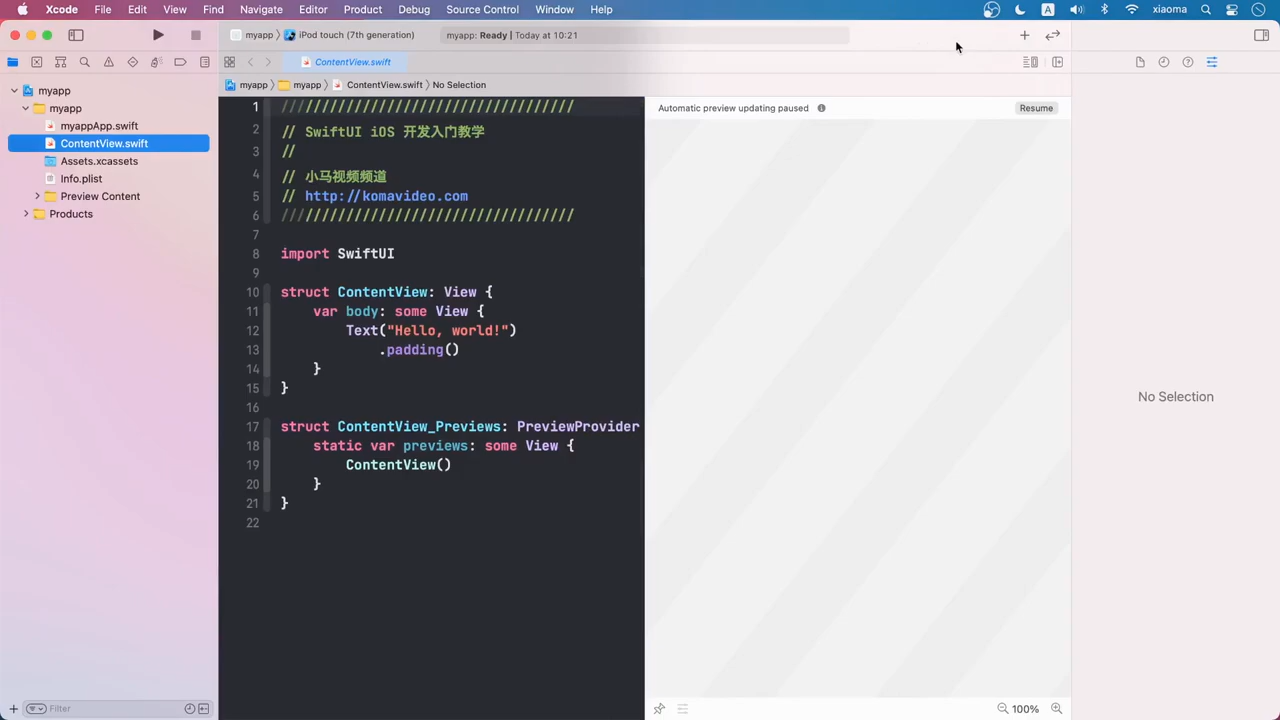 Xcode File Edit View Find Navigate Editor Product Debug Source Control Window Help A xiaoma
myapp iPod touch (7th generation) myapp: Ready | Today at 10:21
ContentView.swift
myapp myapp ContentView.swift No Selection
myapp
myapp
myappApp.swift
ContentView.swift
Assets.xcassets
Info.plist
Preview Content
Products
Filter
1 ////////////////////////////////////
2 // SwiftUI iOS 开发入门教学
3 //
4 // 小马视频频道
5 // http://komavideo.com
6 ////////////////////////////////////
7
8 import SwiftUI
9
10 struct ContentView: View {
11 var body: some View {
12 Text("Hello, world!")
13 .padding()
14 }
15 }
16
17 struct ContentView_Previews: PreviewProvider
18 static var previews: some View {
19 ContentView()
20 }
21 }
22
Automatic preview updating paused Resume
100%
No Selection